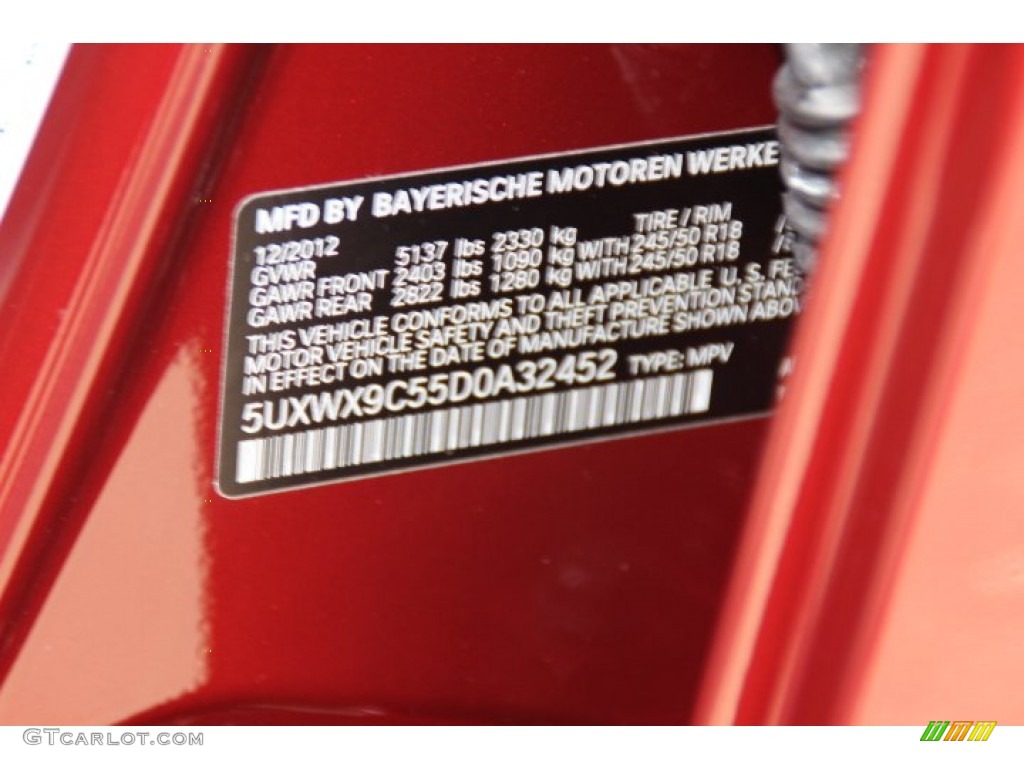 MFD BY BAYERISCHE MOTOREN WERKE
12/2012 TIRE / RIM
GVWR 5137 lbs 2330 kg
GAWR FRONT 2403 lbs 1090 kg WITH 245/50 R18
GAWR REAR 2822 lbs 1280 kg WITH 245/50 R18
THIS VEHICLE CONFORMS TO ALL APPLICABLE U. S. FE
MOTOR VEHICLE SAFETY AND THEFT PREVENTION STAND
IN EFFECT ON THE DATE OF MANUFACTURE SHOWN ABOV
5UXWX9C55D0A32452 TYPE: MPV
GTCarlot.com